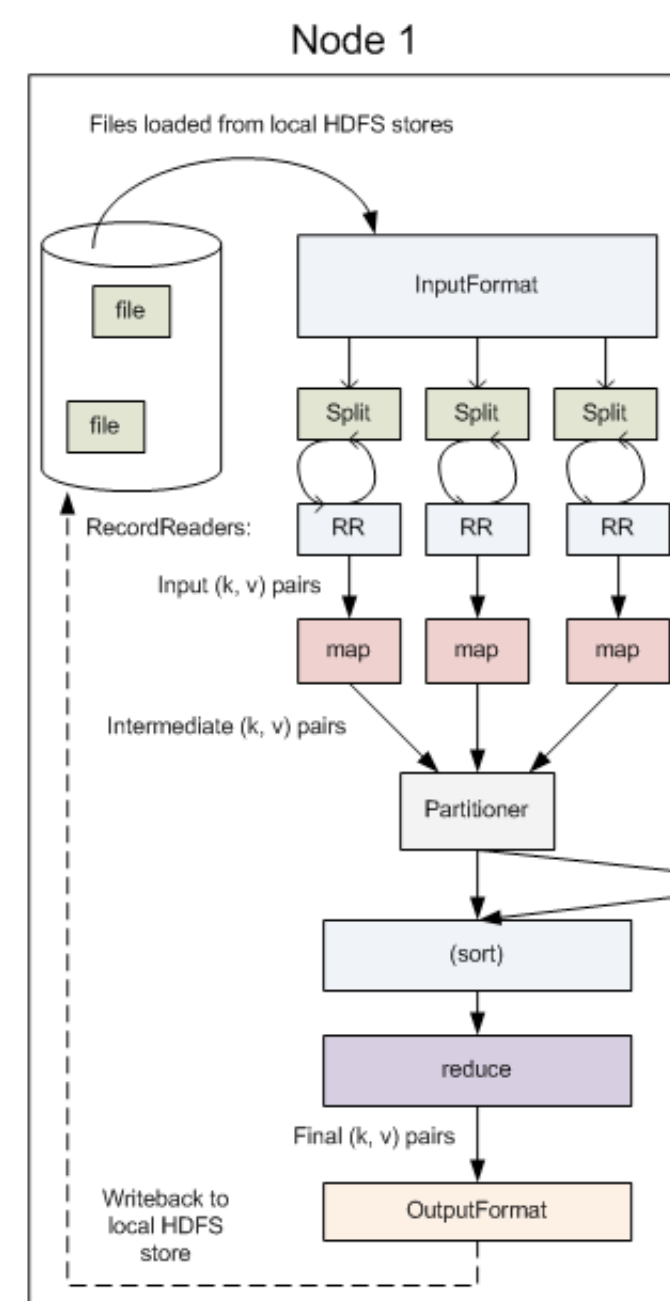 Node 1
Files loaded from local HDFS stores
InputFormat
file
file
Split
Split
Split
RecordReaders:
RR
RR
RR
Input (k, v) pairs
map
map
map
Intermediate (k, v) pairs
Partitioner
(sort)
reduce
Final (k, v) pairs
OutputFormat
Writeback to
local HDFS
store